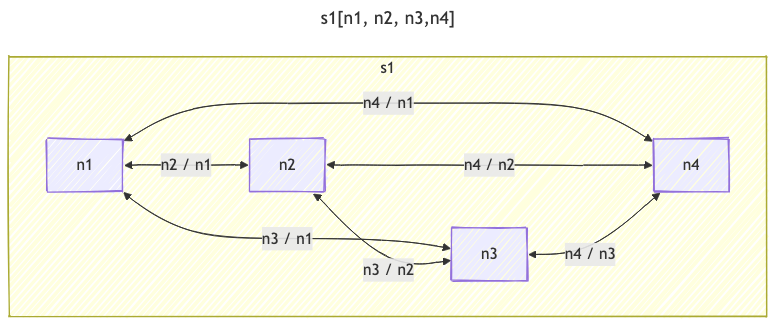 s1[n1, n2, n3,n4]
s1
n4 / n1
n1
n2 / n1
n2
n4 / n2
n4
n3 / n1
n3 / n2
n3
n4 / n3